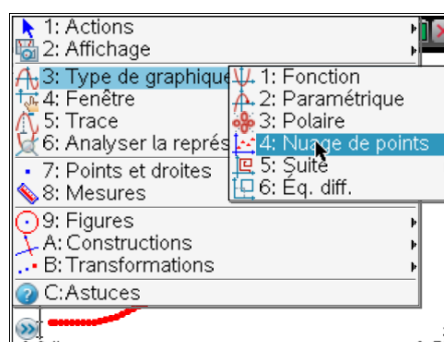 1: Actions
2: Affichage
3: Type de graphique
4: Fenêtre
5: Trace
6: Analyser la représ
7: Points et droites
8: Mesures
9: Figures
A: Constructions
B: Transformations
C:Astuces
1: Fonction
2: Paramétrique
3: Polaire
4: Nuage de points
5: Suite
6: Éq. diff.